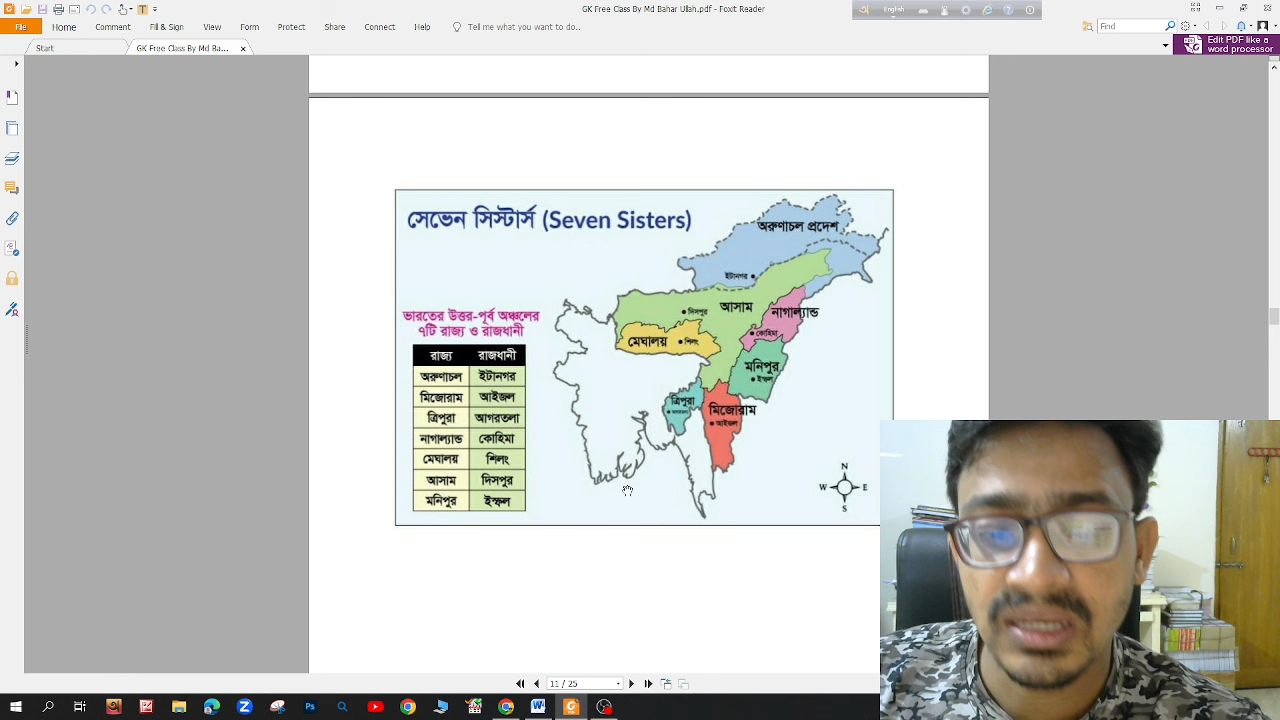 GK Free Class By Md Bahar Ullah.pdf - Foxt Reader
English
File Home Comment View Form Protect Share Connect Help Tell me what you want to do..
Find
Start
GK Free Class By Md Ba...
Edit PDF like a
word processor
সেভেন সিস্টার্স (Seven Sisters)
ভারতের উত্তর-পূর্ব অঞ্চলের
৭টি রাজ্য ও রাজধানী
রাজ্য রাজধানী
অরুণাচল ইটানগর
মিজোরাম আইজল
ত্রিপুরা আগরতলা
নাগাল্যান্ড কোহিমা
মেঘালয় শিলং
আসাম দিসপুর
মনিপুর ইম্ফল
অরুণাচল প্রদেশ
ইটানগর
আসাম
দিসপুর
নাগাল্যান্ড
কোহিমা
মেঘালয়
শিলং
মনিপুর
ইম্ফল
ত্রিপুরা
মিজোরাম
আইজল
N
W E
S
11 / 25